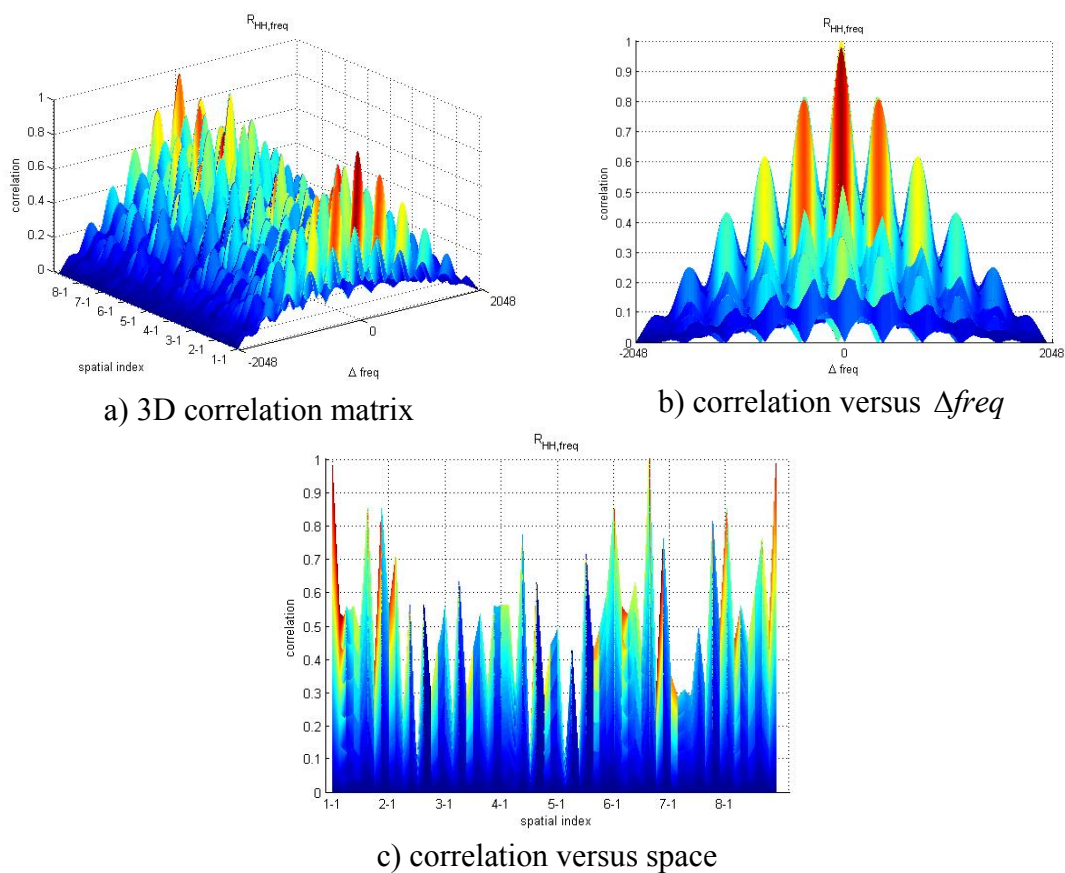 R_HH,freq
1
0.8
0.6
0.4
0.2
0
correlation
8-1
7-1
6-1
5-1
4-1
3-1
2-1
1-1
spatial index
-2048
0
2048
Δ freq
a) 3D correlation matrix
R_HH,freq
1
0.9
0.8
0.7
0.6
0.5
0.4
0.3
0.2
0.1
0
correlation
-2048 0 2048
Δ freq
b) correlation versus Δfreq
R_HH,freq
1
0.9
0.8
0.7
0.6
0.5
0.4
0.3
0.2
0.1
0
correlation
1-1 2-1 3-1 4-1 5-1 6-1 7-1 8-1
spatial index
c) correlation versus space